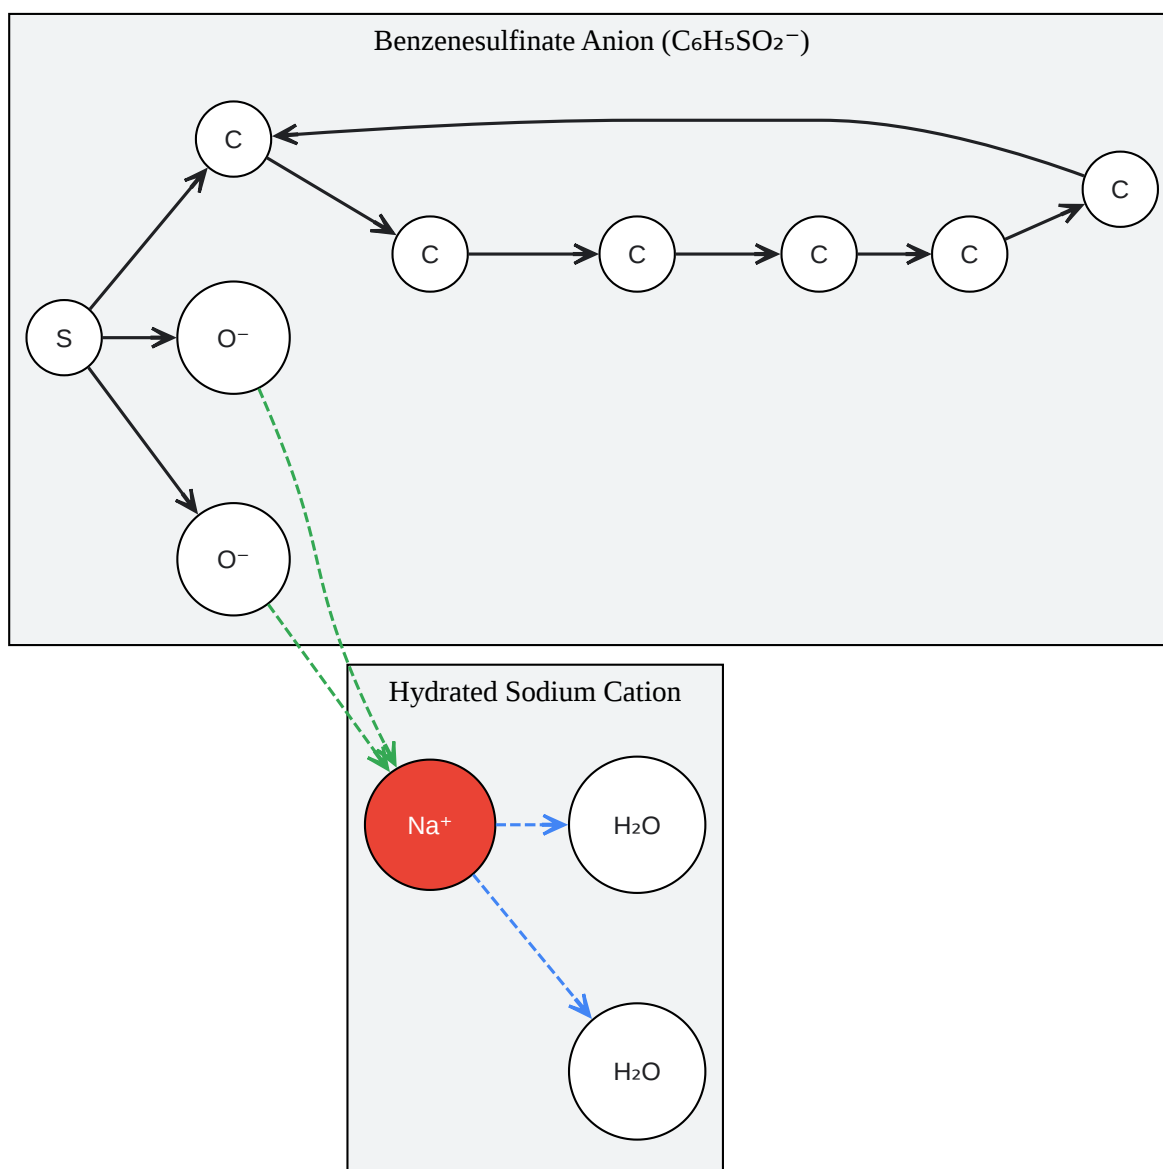 Benzenesulfinate Anion (C₆H₅SO₂⁻)
C
C
C
C
C
C
S
O⁻
O⁻
Hydrated Sodium Cation
Na⁺
H₂O
H₂O